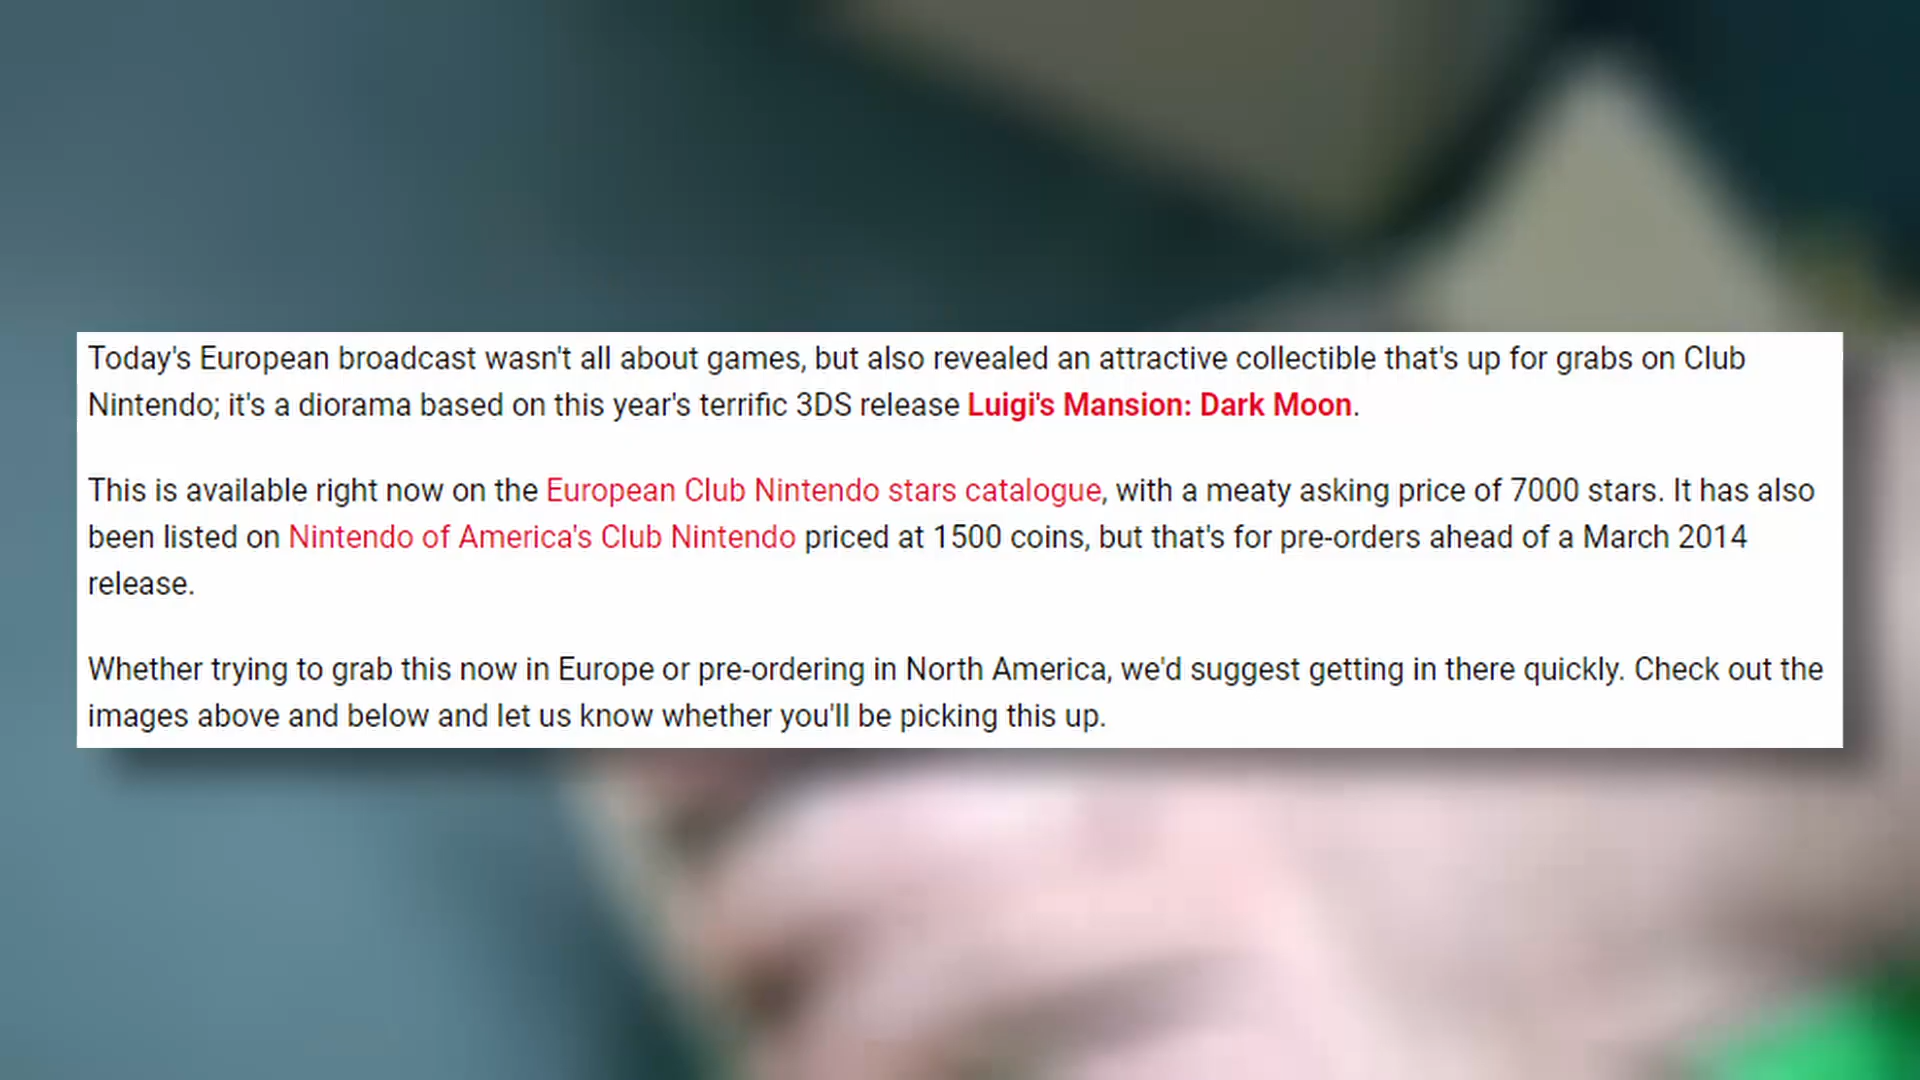 Today's European broadcast wasn't all about games, but also revealed an attractive collectible that's up for grabs on Club
Nintendo; it's a diorama based on this year's terrific 3DS release Luigi's Mansion: Dark Moon.
This is available right now on the European Club Nintendo stars catalogue, with a meaty asking price of 7000 stars. It has also
been listed on Nintendo of America's Club Nintendo priced at 1500 coins, but that's for pre-orders ahead of a March 2014
release.
Whether trying to grab this now in Europe or pre-ordering in North America, we'd suggest getting in there quickly. Check out the
images above and below and let us know whether you'll be picking this up.